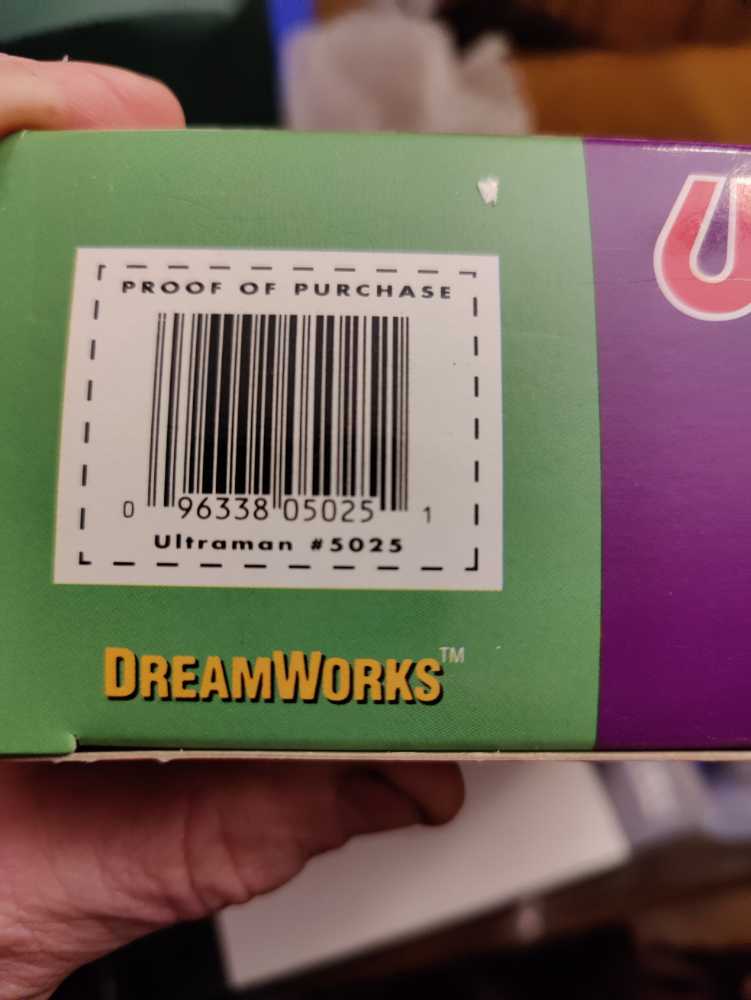 PROOF OF PURCHASE
0 96338 05025 1
Ultraman #5025
DREAMWORKS™
U